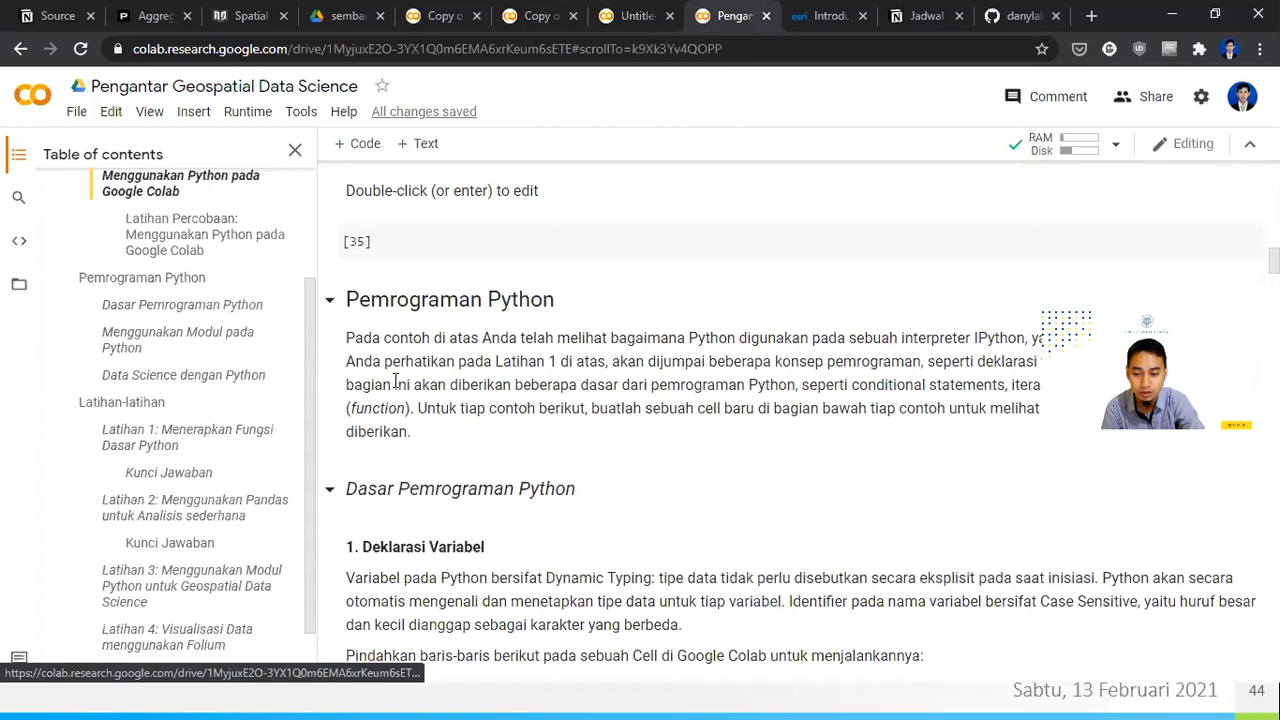 Source
Aggreg
Spatial
semba
Copy o
Copy o
Untitle
Pengar
esri Introdu
Jadwal
danylak
colab.research.google.com/drive/1MyjuxE2O-3YX1Q0m6EMA6xrKeum6sETE#scrollTo=k9Xk3Yv4QOPP
Pengantar Geospatial Data Science
Comment Share
File Edit View Insert Runtime Tools Help All changes saved
+ Code + Text
RAM
Disk
Editing
Table of contents
Menggunakan Python pada
Google Colab
Latihan Percobaan:
Menggunakan Python pada
Google Colab
Pemrograman Python
Dasar Pemrograman Python
Menggunakan Modul pada
Python
Data Science dengan Python
Latihan-latihan
Latihan 1: Menerapkan Fungsi
Dasar Python
Kunci Jawaban
Latihan 2: Menggunakan Pandas
untuk Analisis sederhana
Kunci Jawaban
Latihan 3: Menggunakan Modul
Python untuk Geospatial Data
Science
Latihan 4: Visualisasi Data
menggunakan Folium
https://colab.research.google.com/drive/1MyjuxE2O-3YX1Q0m6EMA6xrKeum6sET...
Double-click (or enter) to edit
[35]
Pemrograman Python
Pada contoh di atas Anda telah melihat bagaimana Python digunakan pada sebuah interpreter IPython, ya
Anda perhatikan pada Latihan 1 di atas, akan dijumpai beberapa konsep pemrograman, seperti deklarasi
bagian ini akan diberikan beberapa dasar dari pemrograman Python, seperti conditional statements, itera
(function). Untuk tiap contoh berikut, buatlah sebuah cell baru di bagian bawah tiap contoh untuk melihat
diberikan.
Dasar Pemrograman Python
1. Deklarasi Variabel
Variabel pada Python bersifat Dynamic Typing: tipe data tidak perlu disebutkan secara eksplisit pada saat inisiasi. Python akan secara
otomatis mengenali dan menetapkan tipe data untuk tiap variabel. Identifier pada nama variabel bersifat Case Sensitive, yaitu huruf besar
dan kecil dianggap sebagai karakter yang berbeda.
Pindahkan baris-baris berikut pada sebuah Cell di Google Colab untuk menjalankannya:
Sabtu, 13 Februari 2021 44